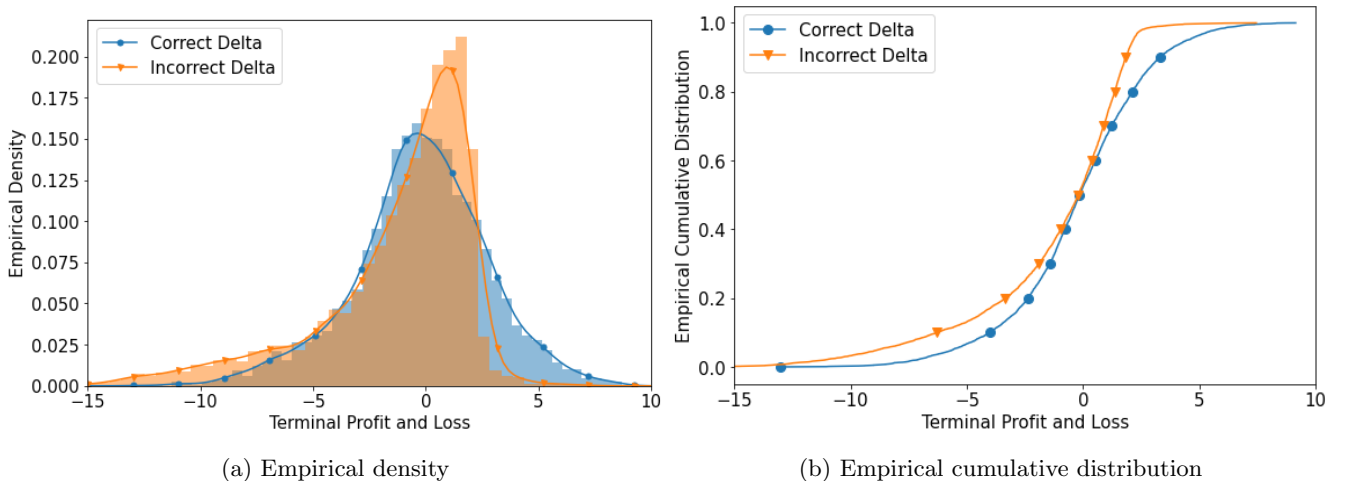 Correct Delta
Incorrect Delta
0.200
0.175
0.150
0.125
0.100
0.075
0.050
0.025
0.000
Empirical Density
−15
−10
−5
0
5
10
Terminal Profit and Loss
(a) Empirical density
Correct Delta
Incorrect Delta
1.0
0.8
0.6
0.4
0.2
0.0
Empirical Cumulative Distribution
−15
−10
−5
0
5
10
Terminal Profit and Loss
(b) Empirical cumulative distribution